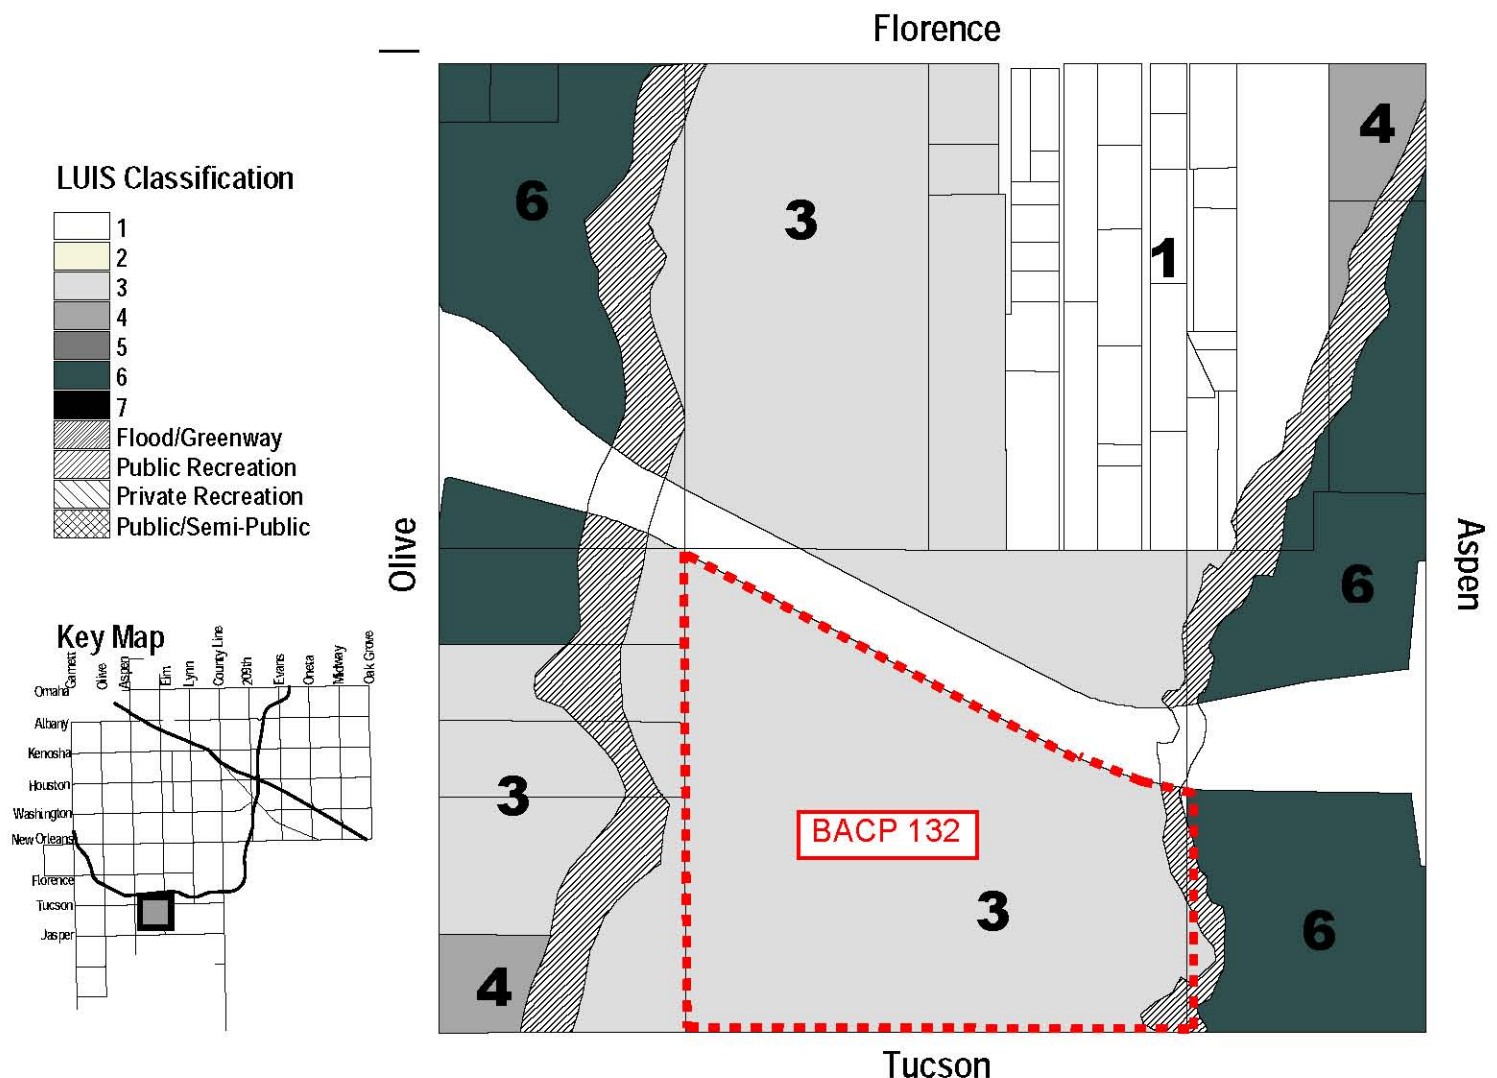 Florence
LUIS Classification
1
2
3
4
5
6
7
Flood/Greenway
Public Recreation
Private Recreation
Public/Semi-Public
6
3
1
4
Olive
Aspen
6
3
BACP 132
3
6
4
Tucson
Key Map
Garnett
Olive
Aspen
Elm
Lynn
County Line
209th
Evans
Oneta
Midway
Oak Grove
Omaha
Albany
Kenosha
Houston
Washington
New Orleans
Florence
Tucson
Jasper